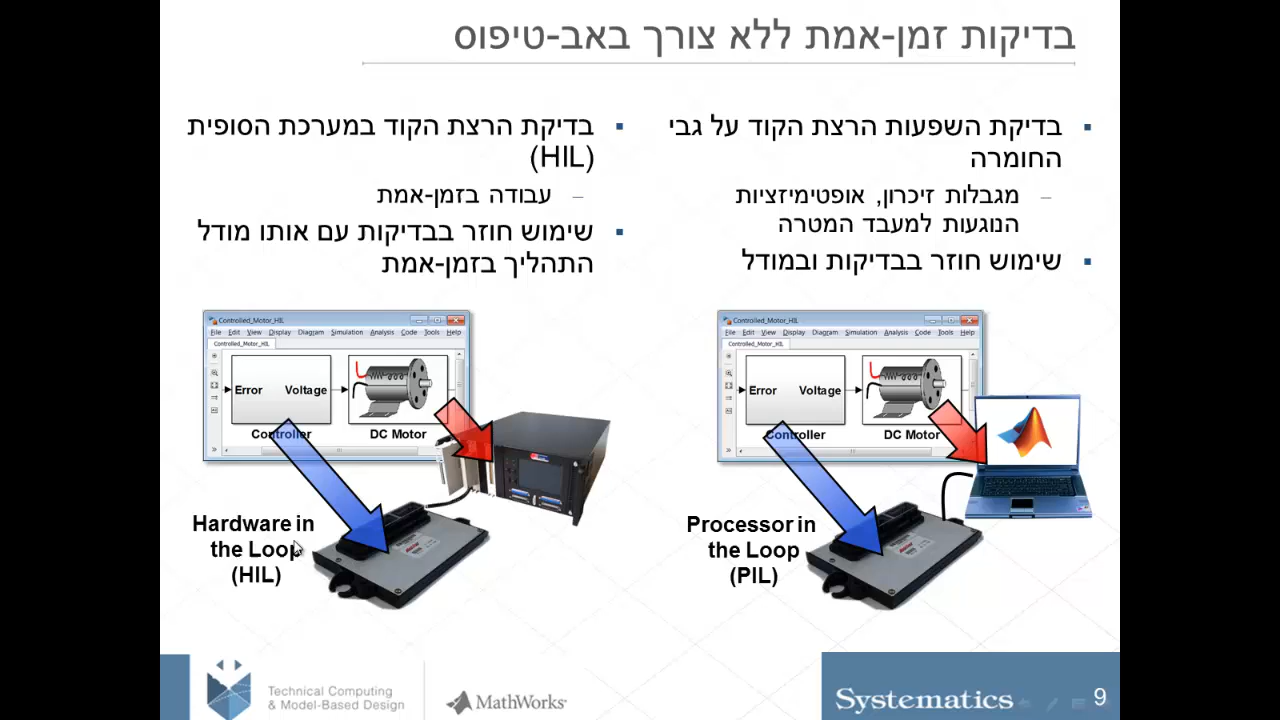 בדיקות זמן-אמת ללא צורך באב-טיפוס
בדיקת השפעות הרצת הקוד על גבי
החומרה
– מגבלות זיכרון, אופטימיזציות
הנוגעות למעבד המטרה
שימוש חוזר בבדיקות ובמודל
בדיקת הרצת הקוד במערכת הסופית
(HIL)
– עבודה בזמן-אמת
שימוש חוזר בבדיקות עם אותו מודל
התהליך בזמן-אמת
Controlled_Motor_HIL
File Edit View Display Diagram Simulation Analysis Code Tools Help
Controlled_Motor_HIL
Error Voltage
Controller DC Motor
Processor in
the Loop
(PIL)
Controlled_Motor_HIL
File Edit View Display Diagram Simulation Analysis Code Tools Help
Controlled_Motor_HIL
Error Voltage
Controller DC Motor
Hardware in
the Loop
(HIL)
Technical Computing
& Model-Based Design
MathWorks
Systematics
9